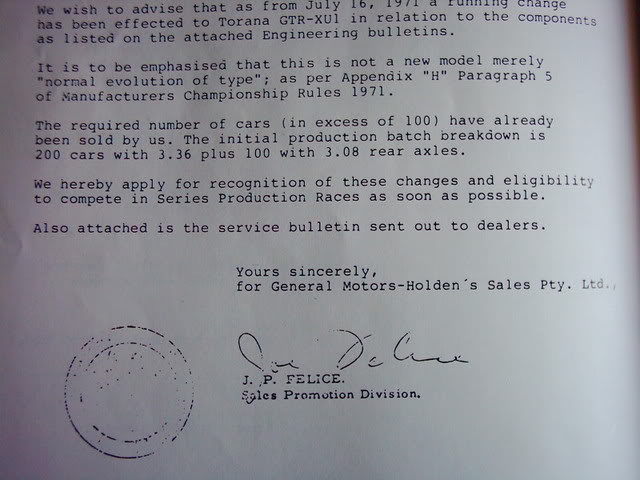 We wish to advise that as from July 16, 1971 a running change
has been effected to Torana GTR-XU1 in relation to the components
as listed on the attached Engineering bulletins.
It is to be emphasised that this is not a new model merely
"normal evolution of type"; as per Appendix "H" Paragraph 5
of Manufacturers Championship Rules 1971.
The required number of cars (in excess of 100) have already
been sold by us. The initial production batch breakdown is
200 cars with 3.36 plus 100 with 3.08 rear axles.
We hereby apply for recognition of these changes and eligibility
to compete in Series Production Races as soon as possible.
Also attached is the service bulletin sent out to dealers.
Yours sincerely,
for General Motors-Holden´s Sales Pty. Ltd.,
Joe Felice
J. P. FELICE.
Sales Promotion Division.